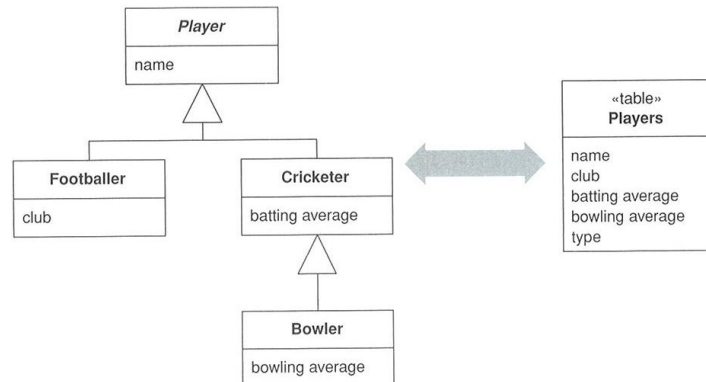 Player
name
Footballer
club
Cricketer
batting average
Bowler
bowling average
«table»
Players
name
club
batting average
bowling average
type